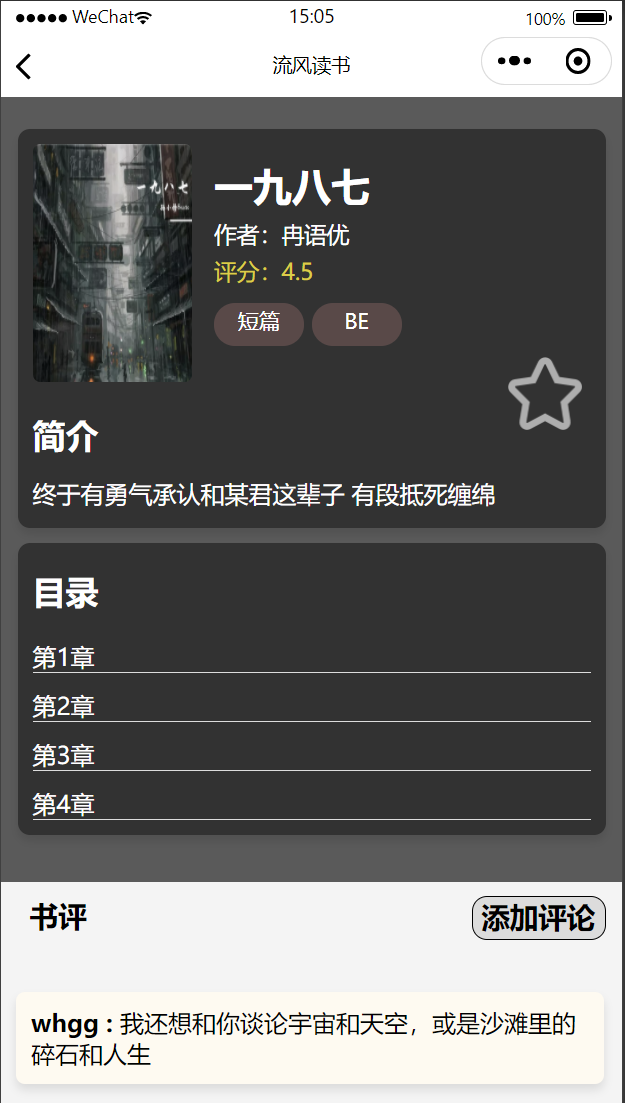 WeChat 15:05 100%
流风读书
一九八七
一九八七
作者：冉语优
评分：4.5
短篇 BE
简介
终于有勇气承认和某君这辈子 有段抵死缠绵
目录
第1章
第2章
第3章
第4章
书评 添加评论
whgg : 我还想和你谈论宇宙和天空，或是沙滩里的
碎石和人生